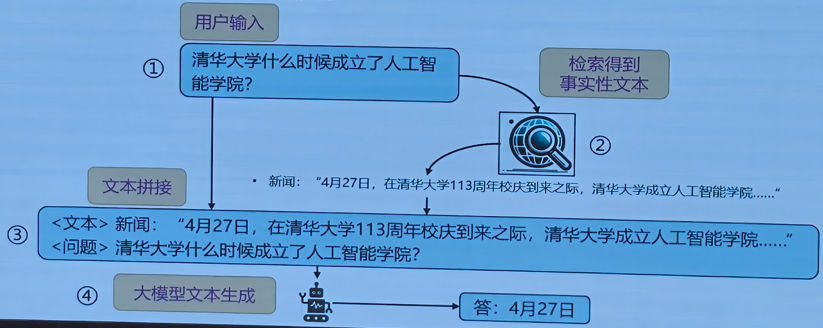 用户输入
①
清华大学什么时候成立了人工智
能学院？
检索得到
事实性文本
②
• 新闻：“4月27日，在清华大学113周年校庆到来之际，清华大学成立人工智能学院……”
文本拼接
③
<文本> 新闻：“4月27日，在清华大学113周年校庆到来之际，清华大学成立人工智能学院……”
<问题> 清华大学什么时候成立了人工智能学院？
④
大模型文本生成
答：4月27日